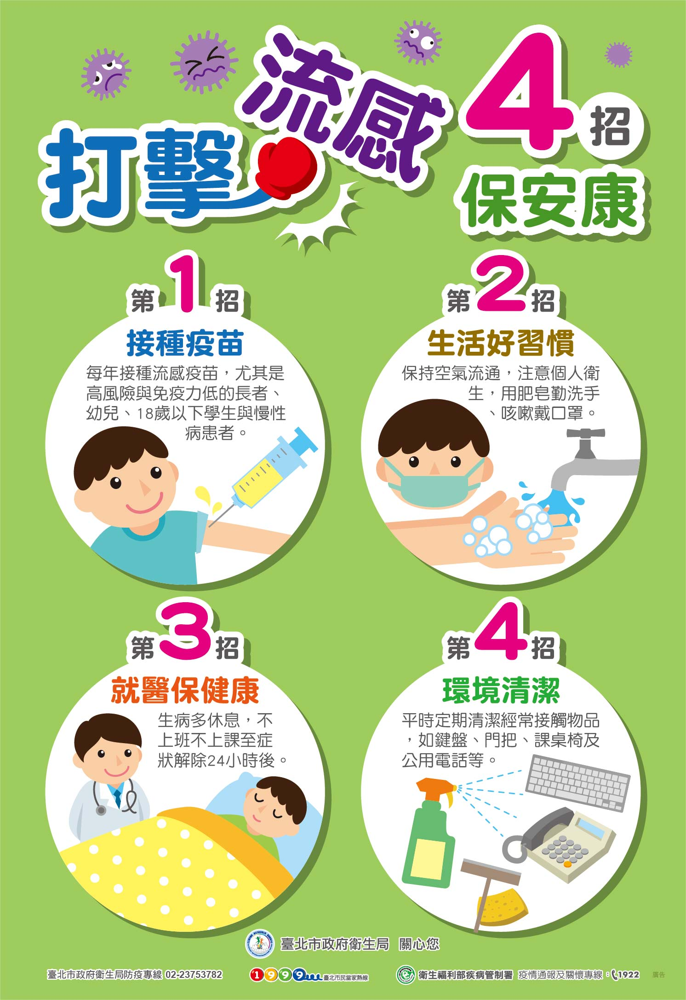 打擊流感4招
保安康
第1招
接種疫苗
每年接種流感疫苗，尤其是
高風險與免疫力低的長者、
幼兒、18歲以下學生與慢性
病患者。
第2招
生活好習慣
保持空氣流通，注意個人衛
生，用肥皂勤洗手
、咳嗽戴口罩。
第3招
就醫保健康
生病多休息，不
上班不上課至症
狀解除24小時後。
第4招
環境清潔
平時定期清潔經常接觸物品
，如鍵盤、門把、課桌椅及
公用電話等。
臺北市政府衛生局 關心您
臺北市政府衛生局防疫專線 02-23753782
1999 臺北市民當家熱線
衛生福利部疾病管制署 疫情通報及關懷專線：1922
廣告